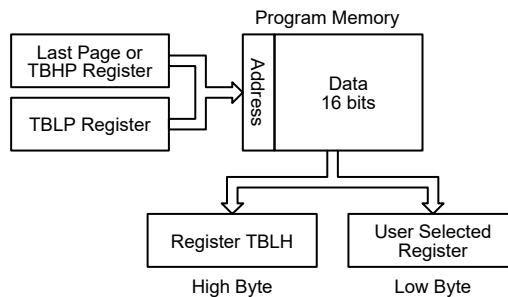 Program Memory
Last Page or
TBHP Register
TBLP Register
Address
Data
16 bits
Register TBLH
User Selected
Register
High Byte
Low Byte